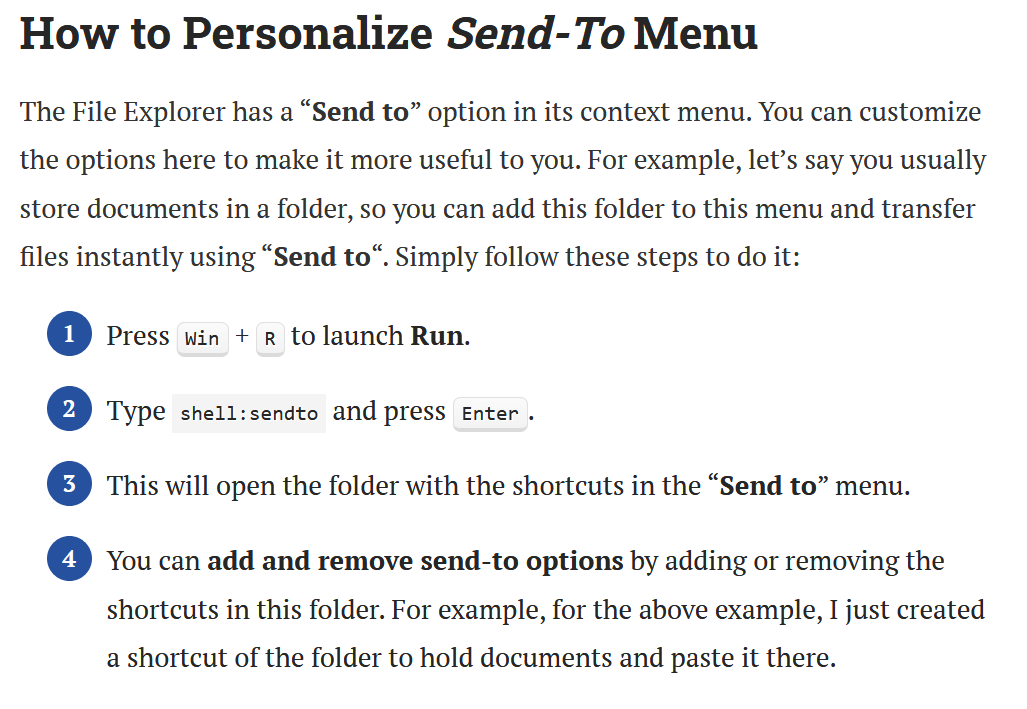 How to Personalize Send-To Menu
The File Explorer has a “Send to” option in its context menu. You can customize
the options here to make it more useful to you. For example, let’s say you usually
store documents in a folder, so you can add this folder to this menu and transfer
files instantly using “Send to“. Simply follow these steps to do it:
1 Press Win + R to launch Run.
2 Type shell:sendto and press Enter.
3 This will open the folder with the shortcuts in the “Send to” menu.
4 You can add and remove send-to options by adding or removing the
shortcuts in this folder. For example, for the above example, I just created
a shortcut of the folder to hold documents and paste it there.